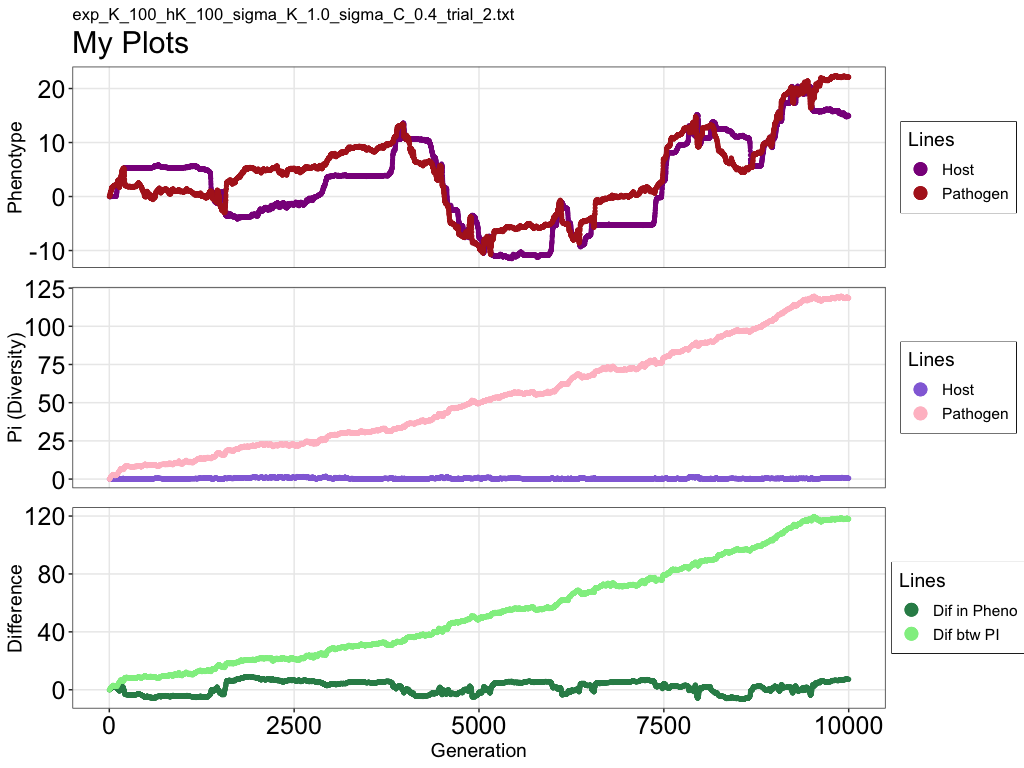 exp_K_100_hK_100_sigma_K_1.0_sigma_C_0.4_trial_2.txt
My Plots
Phenotype
20
10
0
-10
Lines
Host
Pathogen
Pi (Diversity)
125
100
75
50
25
0
Lines
Host
Pathogen
Difference
120
80
40
0
Lines
Dif in Pheno
Dif btw PI
0 2500 5000 7500 10000
Generation